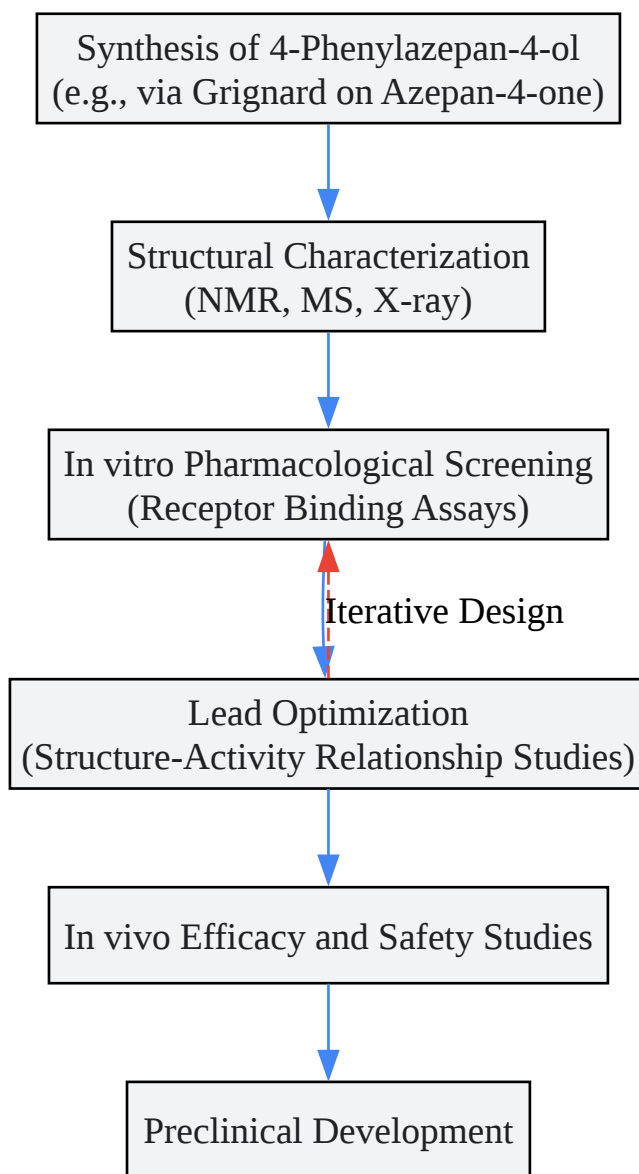 Synthesis of 4-Phenylazepan-4-ol
(e.g., via Grignard on Azepan-4-one)
Structural Characterization
(NMR, MS, X-ray)
In vitro Pharmacological Screening
(Receptor Binding Assays)
Iterative Design
Lead Optimization
(Structure-Activity Relationship Studies)
In vivo Efficacy and Safety Studies
Preclinical Development